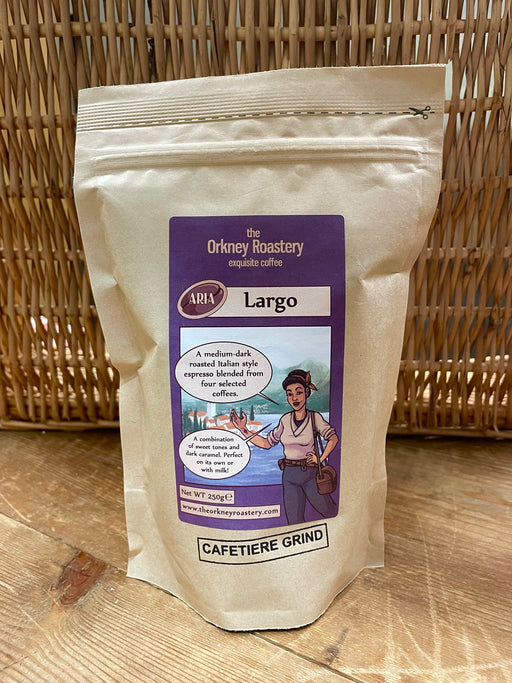 the
Orkney Roastery
exquisite coffee
ARIA
Largo
A medium-dark
roasted Italian style
espresso blended from
four selected
coffees.
A combination
of sweet tones and
dark caramel. Perfect
on its own or
with milk!
Net WT 250g℮
www.theorkneyroastery.com
CAFETIERE GRIND